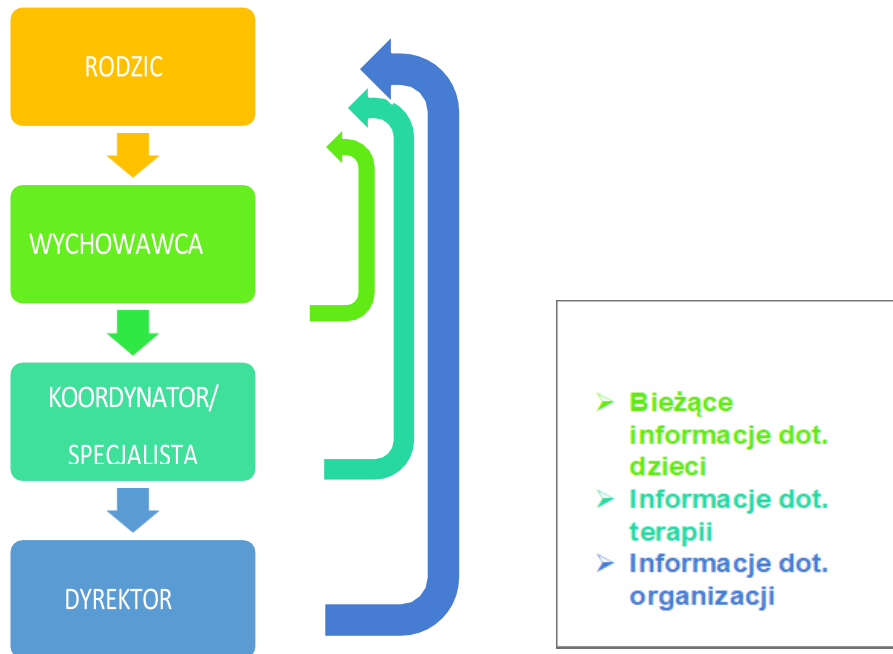 RODZIC
WYCHOWAWCA
KOORDYNATOR/
SPECJALISTA
DYREKTOR
Bieżące
informacje dot.
dzieci
Informacje dot.
terapii
Informacje dot.
organizacji